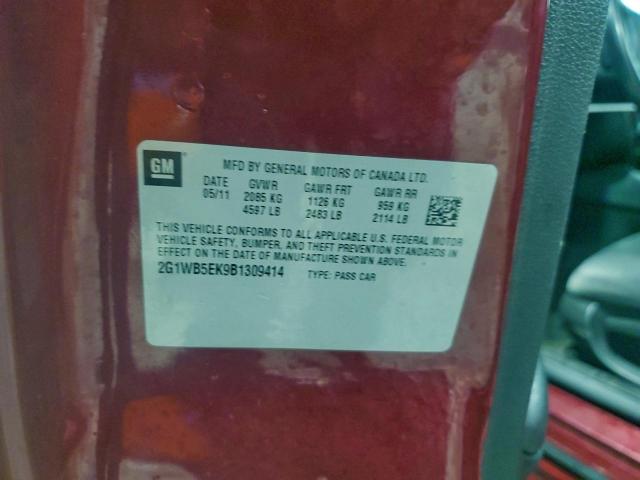 GM
MFD BY GENERAL MOTORS OF CANADA LTD.
DATE GVWR GAWR FRT GAWR RR
05/11 2085 KG 1126 KG 959 KG
4597 LB 2483 LB 2114 LB
THIS VEHICLE CONFORMS TO ALL APPLICABLE U.S. FEDERAL MOTOR
VEHICLE SAFETY, BUMPER, AND THEFT PREVENTION STANDARDS IN
EFFECT ON THE DATE OF MANUFACTURE SHOWN ABOVE.
2G1WB5EK9B1309414 TYPE: PASS CAR